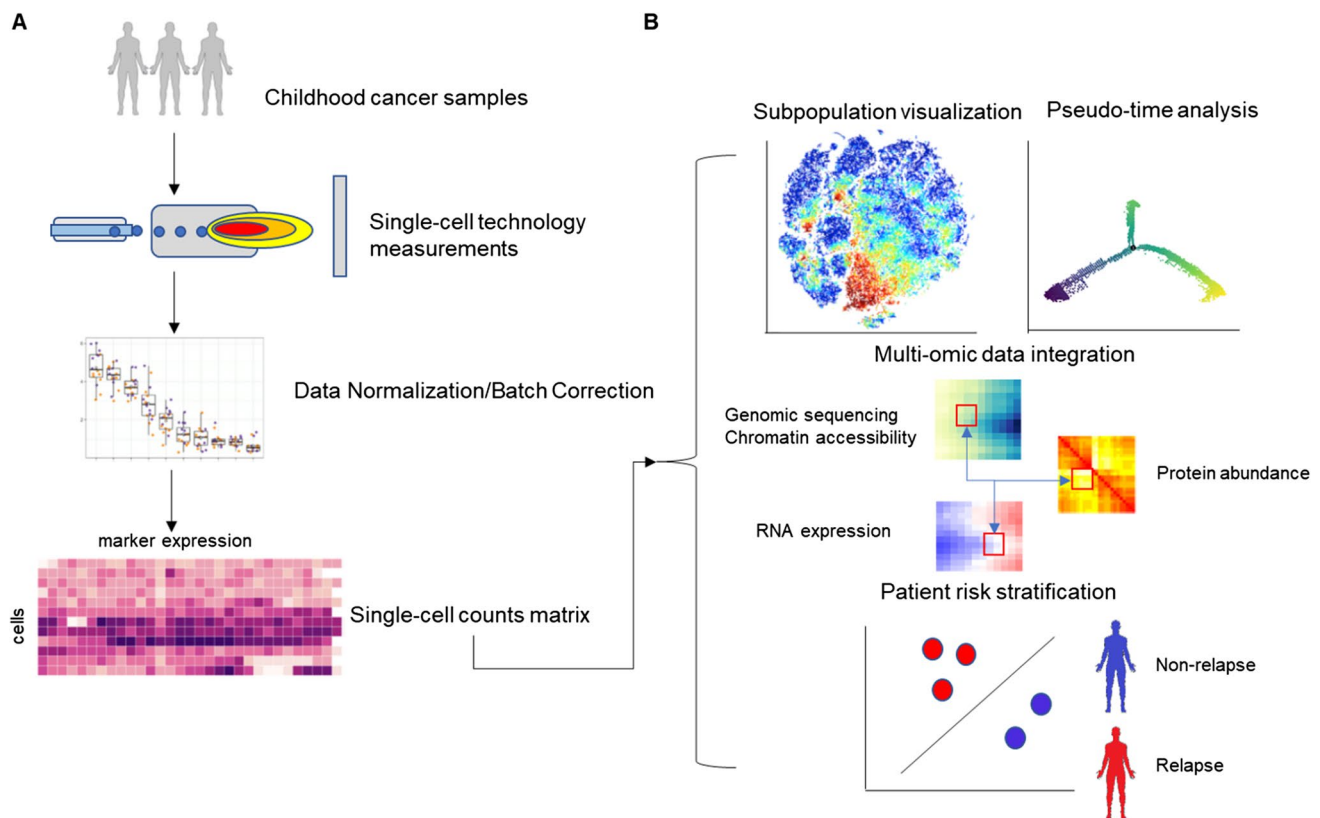 A
Childhood cancer samples
Single-cell technology
measurements
Data Normalization/Batch Correction
marker expression
cells
Single-cell counts matrix
B
Subpopulation visualization
Pseudo-time analysis
Multi-omic data integration
Genomic sequencing
Chromatin accessibility
Protein abundance
RNA expression
Patient risk stratification
Non-relapse
Relapse